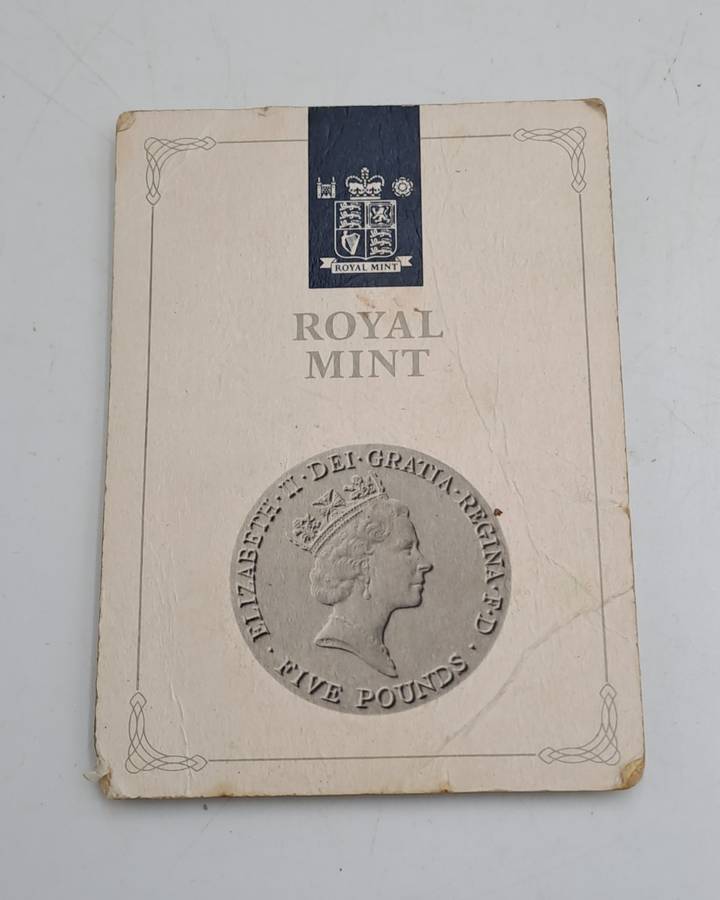 ROYAL MINT
ROYAL
MINT
ELIZABETH · II · DEI · GRATIA · REGINA · F · D ·
FIVE POUNDS ·